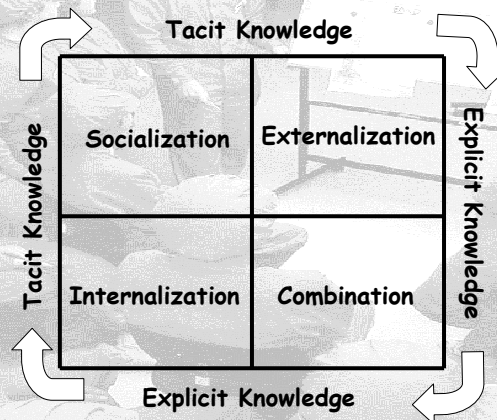 Tacit Knowledge
Tacit Knowledge
Socialization
Externalization
Explicit Knowledge
Internalization
Combination
Explicit Knowledge